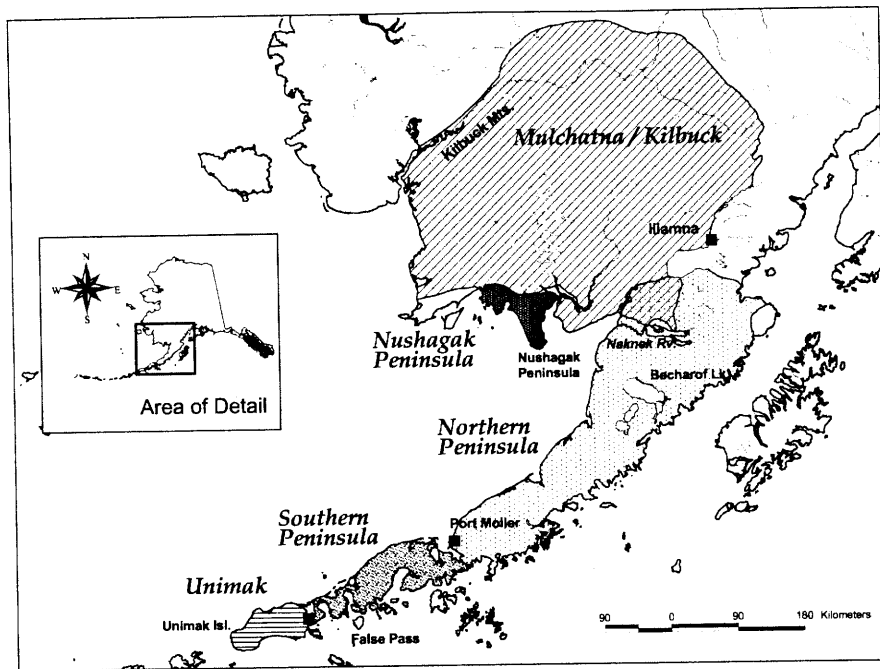 Kilbuck Mts.
Mulchatna / Kilbuck
Iliamna
N
W E
S
Area of Detail
Nushagak
Peninsula
Nushagak
Peninsula
Naknek Rv.
Becharof Lk.
Northern
Peninsula
Southern
Peninsula
Port Moller
Unimak
Unimak Isl.
False Pass
90 0 90 180 Kilometers